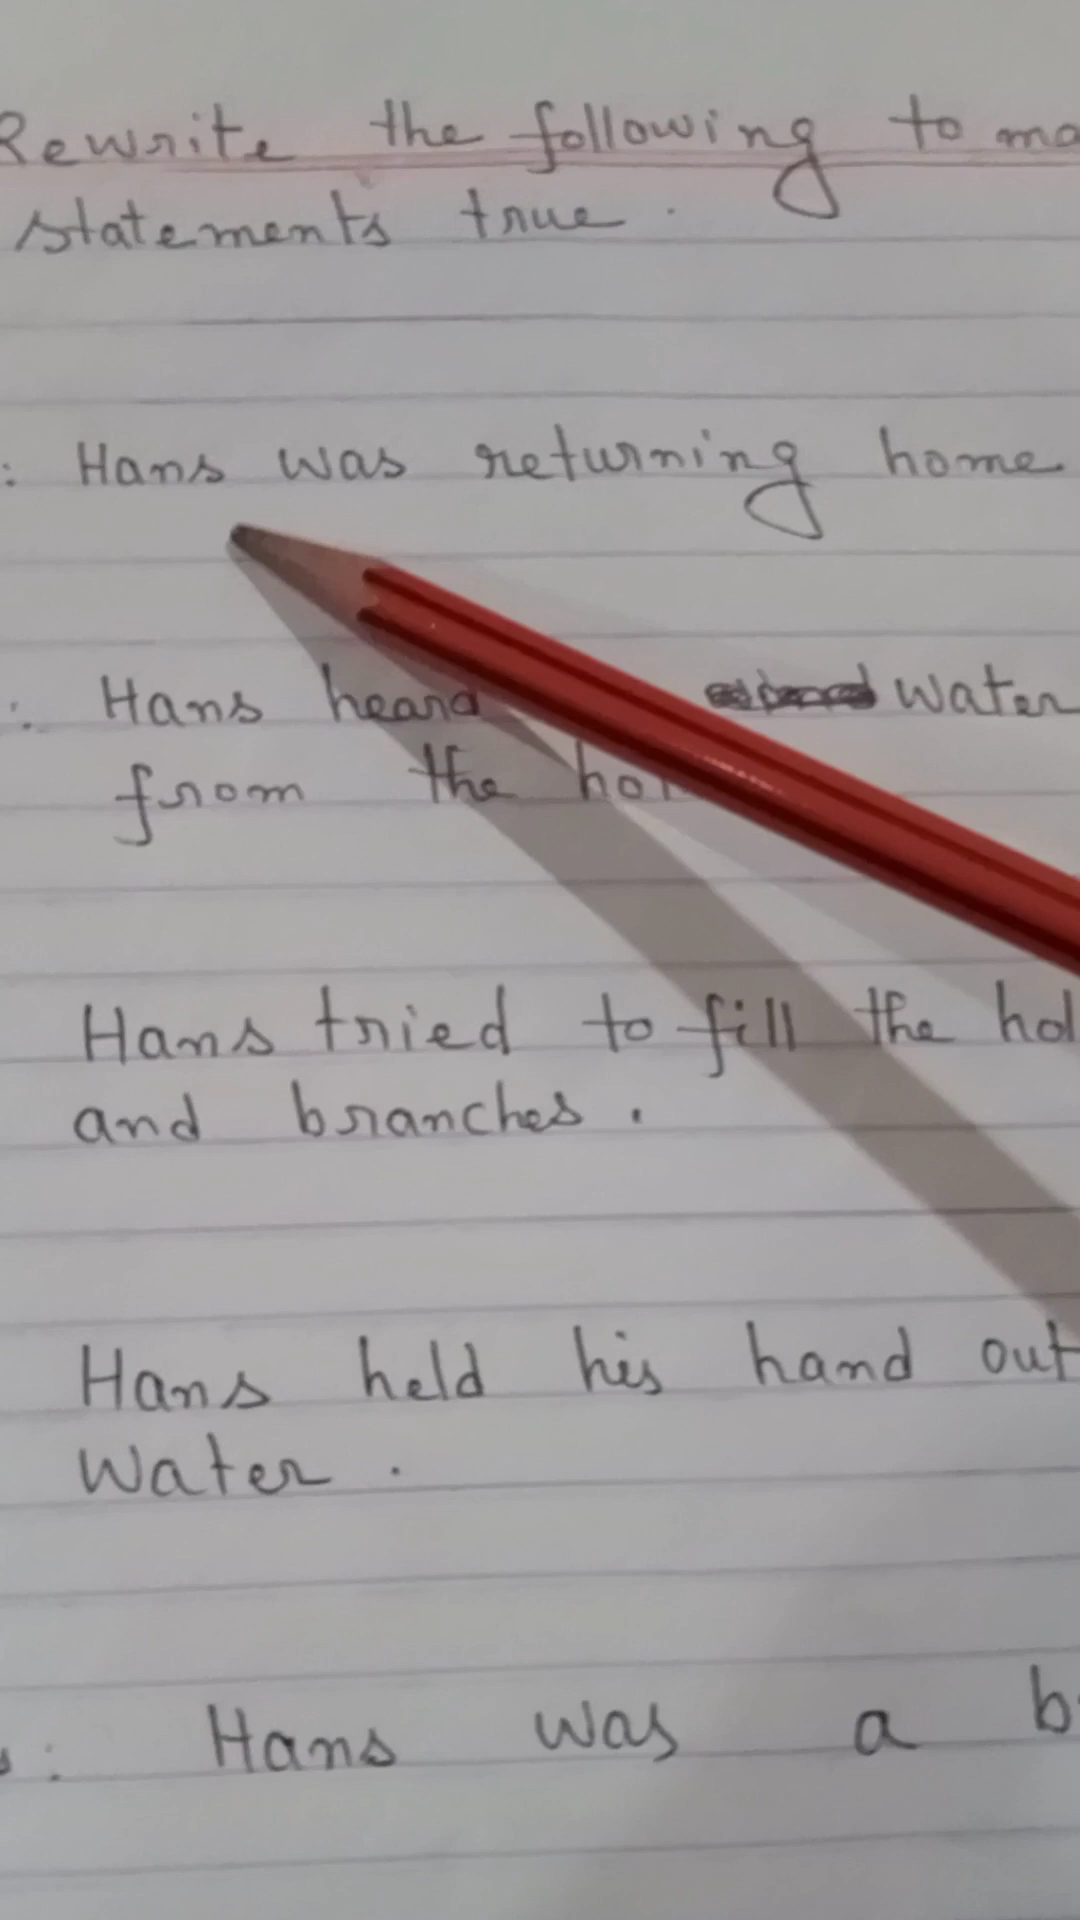 Rewrite the following to
statements true.
: Hans was returning home
: Hans heard water
from the
Hans tried to fill the
and branches.
Hans held his hand out
water.
: Hans was a